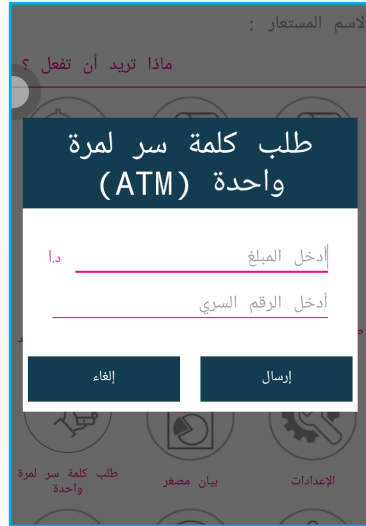 لاسم المستعار :
ماذا تريد أن تفعل ؟
طلب كلمة سر لمرة
واحدة (ATM)
أدخل المبلغ
د.أ
أدخل الرقم السري
إرسال
إلغاء
الإعدادات
بيان مصغر
طلب كلمة سر لمرة
واحدة